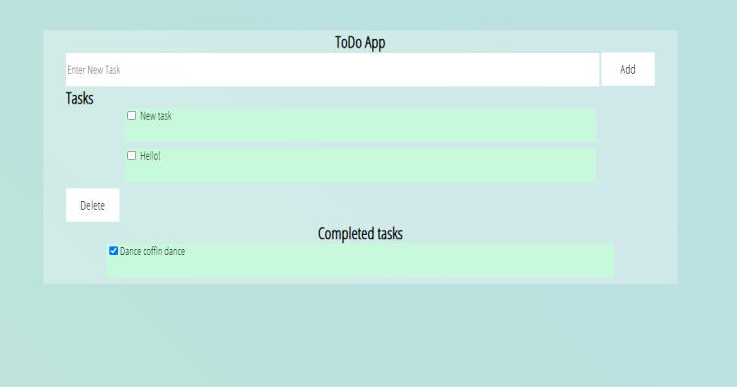 ToDo App
Enter New Task
Add
Tasks
New task
Hello!
Delete
Completed tasks
Dance coffin dance